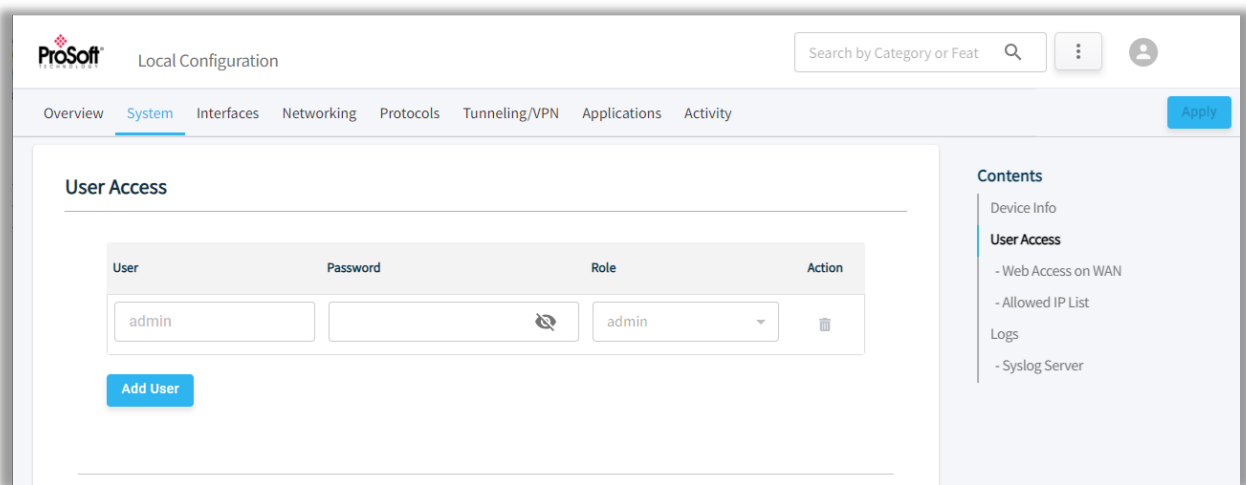 ProSoft
TECHNOLOGY
Local Configuration
Search by Category or Feat
Overview System Interfaces Networking Protocols Tunneling/VPN Applications Activity
Apply
User Access
User Password Role Action
admin admin
Add User
Contents
Device Info
User Access
- Web Access on WAN
- Allowed IP List
Logs
- Syslog Server